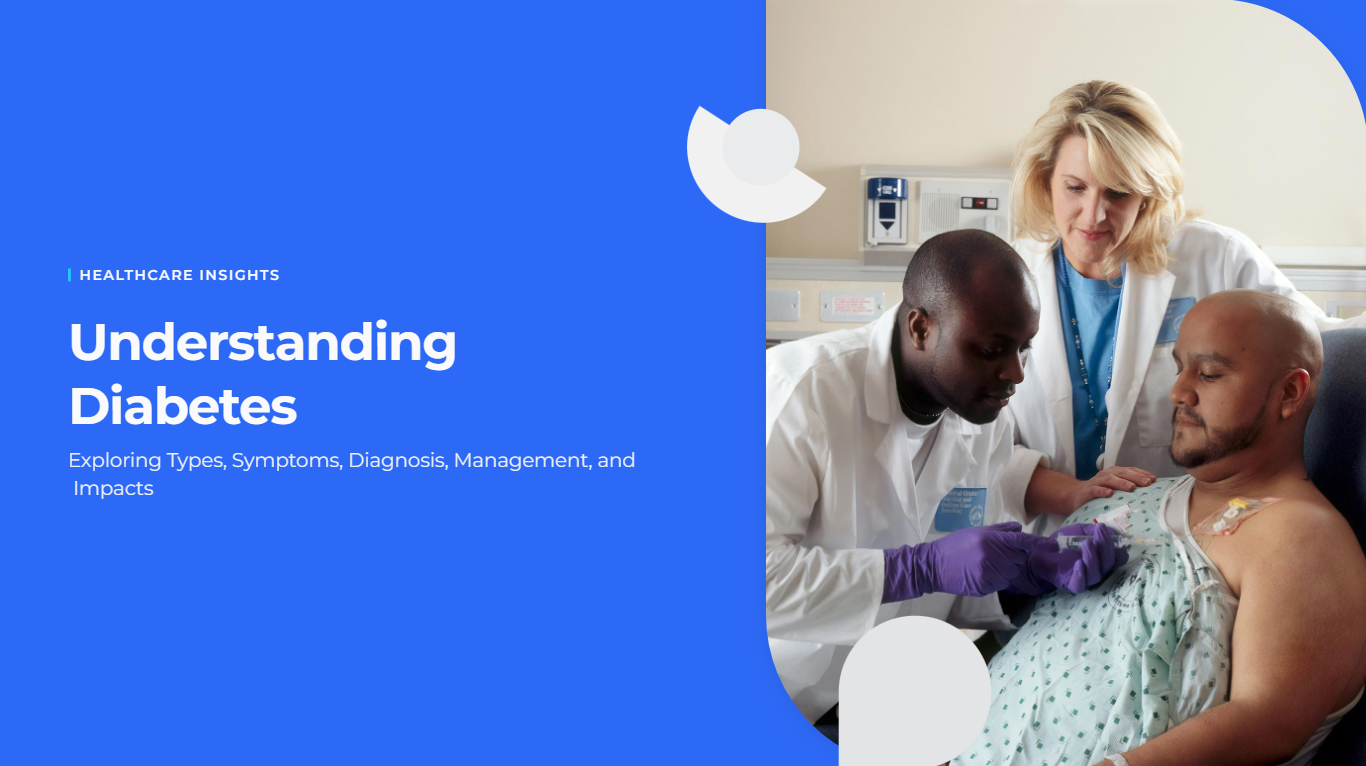 HEALTHCARE INSIGHTS
Understanding
Diabetes
Exploring Types, Symptoms, Diagnosis, Management, and
Impacts